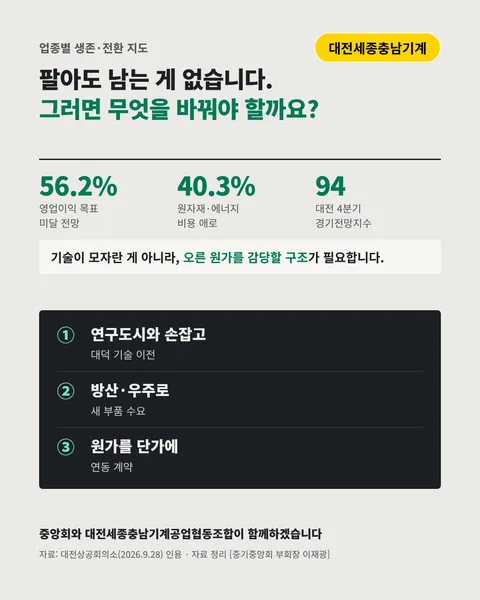 업종별 생존·전환 지도
대전세종충남기계
팔아도 남는 게 없습니다.
그러면 무엇을 바꿔야 할까요?
56.2%
영업이익 목표
미달 전망
40.3%
원자재·에너지
비용 애로
94
대전 4분기
경기전망지수
기술이 모자란 게 아니라, 오른 원가를 감당할 구조가 필요합니다.
① 연구도시와 손잡고
대덕 기술 이전
② 방산·우주로
새 부품 수요
③ 원가를 단가에
연동 계약
중앙회와 대전세종충남기계공업협동조합이 함께하겠습니다
자료: 대전상공회의소(2026.9.28) 인용 · 자료 정리 [중기중앙회 부회장 이재광]